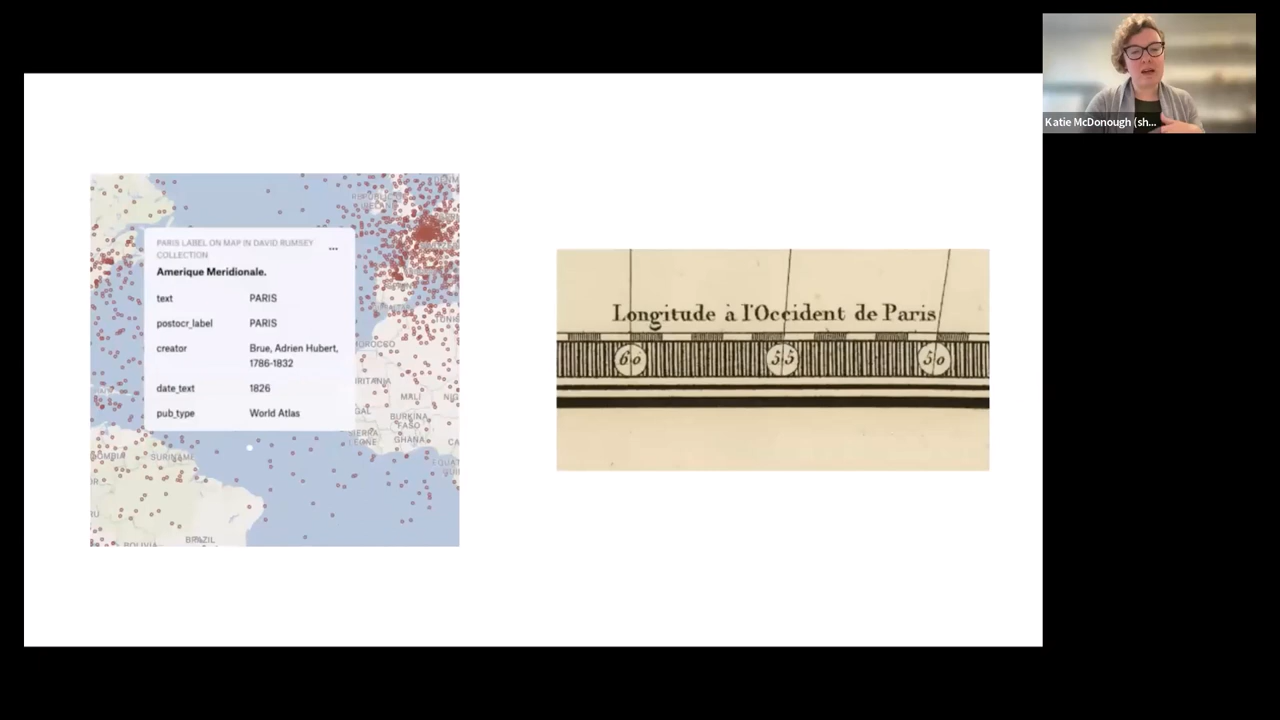 Katie McDonough (sh...
PARIS LABEL ON MAP IN DAVID RUMSEY
COLLECTION
...
Amerique Meridionale.
text PARIS
postocr_label PARIS
creator Brue, Adrien Hubert,
1786-1832
date_text 1826
pub_type World Atlas
MALI
BURKINA
FASO
GHANA
LEONE
SURINAME
BRAZIL
BOLIVIA
Longitude à l'Occident de Paris
60 55 50